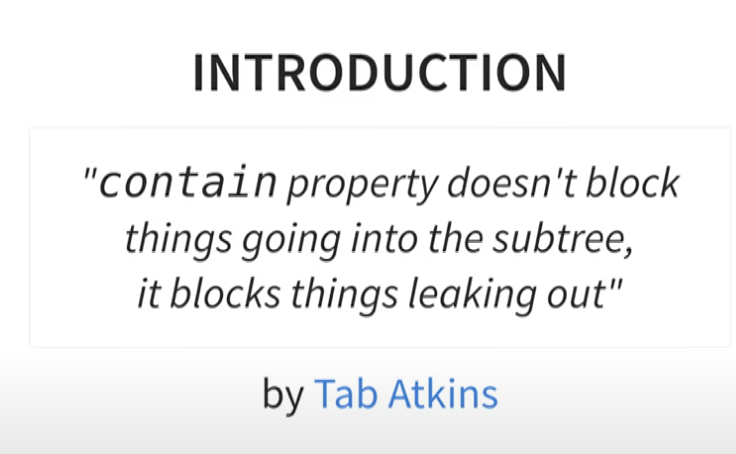 INTRODUCTION
"contain property doesn't block
things going into the subtree,
it blocks things leaking out"
by Tab Atkins